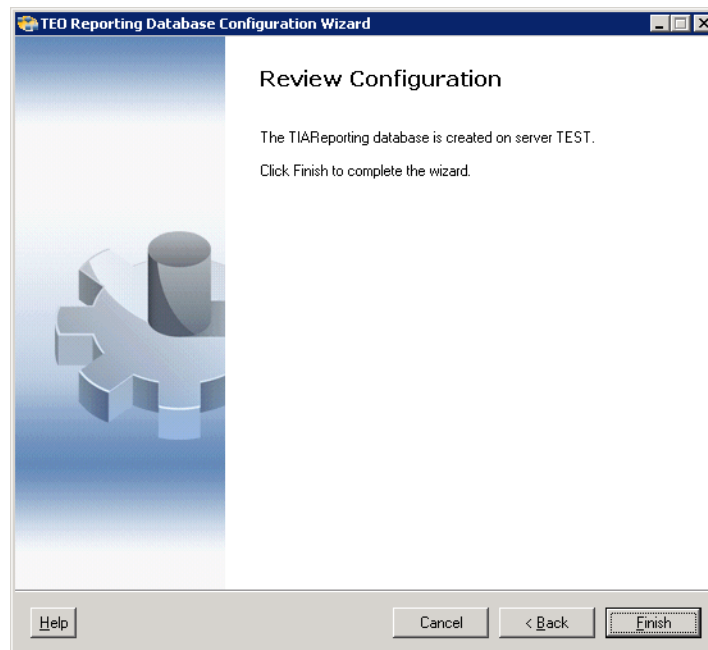 TEO Reporting Database Configuration Wizard
Review Configuration
The TIAReporting database is created on server TEST.
Click Finish to complete the wizard.
Help Cancel < Back Finish